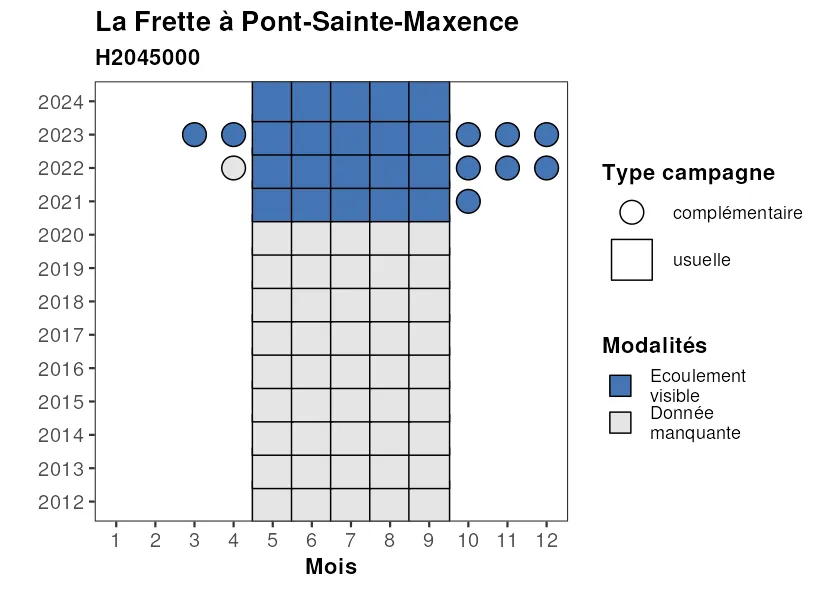 La Frette à Pont-Sainte-Maxence
H2045000
2024
2023
2022
2021
2020
2019
2018
2017
2016
2015
2014
2013
2012
1 2 3 4 5 6 7 8 9 10 11 12
Mois
Type campagne
complémentaire
usuelle
Modalités
Ecoulement
visible
Donnée
manquante